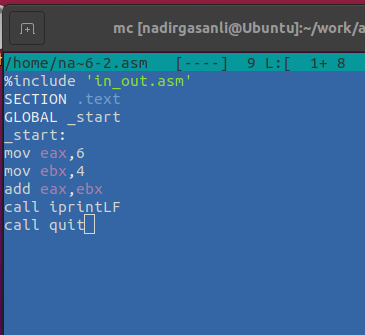 mc [nadirgasanli@Ubuntu]:~/work/a
/home/na~6-2.asm   [----]  9 L:[  1+ 8
%include 'in_out.asm'
SECTION .text
GLOBAL _start
_start:
mov eax,6
mov ebx,4
add eax,ebx
call iprintLF
call quit